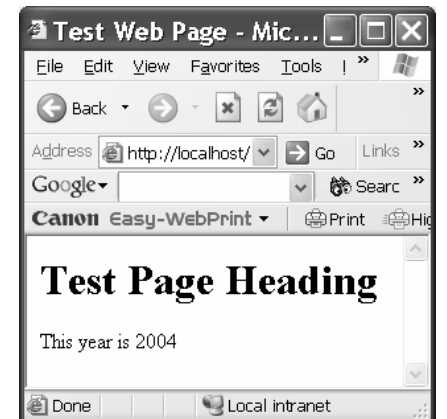 Test Web Page - Mic...
File Edit View Favorites Tools | »
Back »
Address http://localhost/ Go Links »
Google Searc »
Canon Easy-WebPrint Print Hig
Test Page Heading
This year is 2004
Done Local intranet